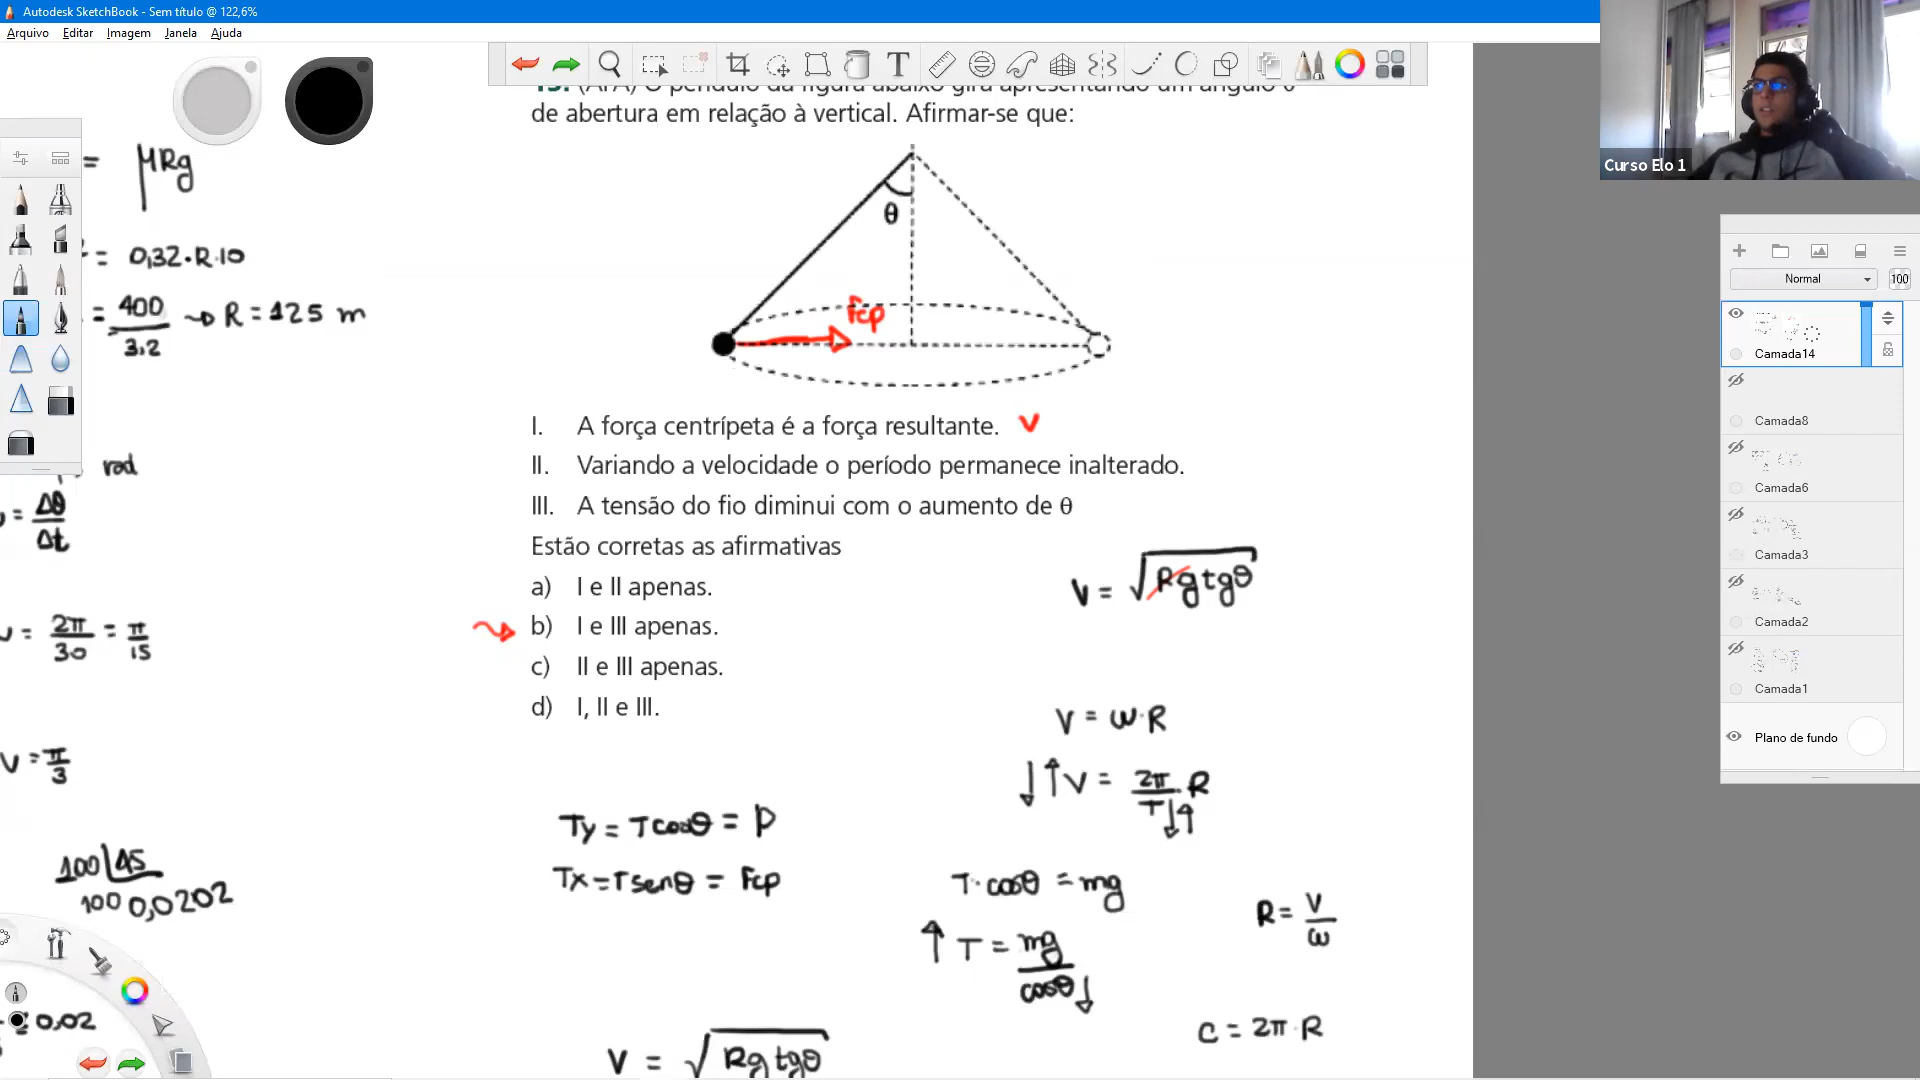 Autodesk SketchBook - Sem título @ 122,6%
Arquivo Editar Imagem Janela Ajuda
Curso Elo 1
de abertura em relação à vertical. Afirmar-se que:
θ
Fcp
I. A força centrípeta é a força resultante. V
II. Variando a velocidade o período permanece inalterado.
III. A tensão do fio diminui com o aumento de θ
Estão corretas as afirmativas
a) I e II apenas.
b) I e III apenas.
c) II e III apenas.
d) I, II e III.
= μRg
= 0,32·R·10
= 400/3,2 → R = 125 m
rad
= Δθ/Δt
= 2π/30 = π/15
V = π/3
100 45
100 0,0202
0,02
V = √Rg tgθ
V = ω·R
↓↑V = 2π/T↓↑ · R
Ty = T cosθ = P
Tx = T senθ = Fcp
T·cosθ = mg
↑ T = mg/cosθ↓
R = V/ω
C = 2π·R
V = √Rg tgθ
Normal 100
Camada14
Camada8
Camada6
Camada3
Camada2
Camada1
Plano de fundo